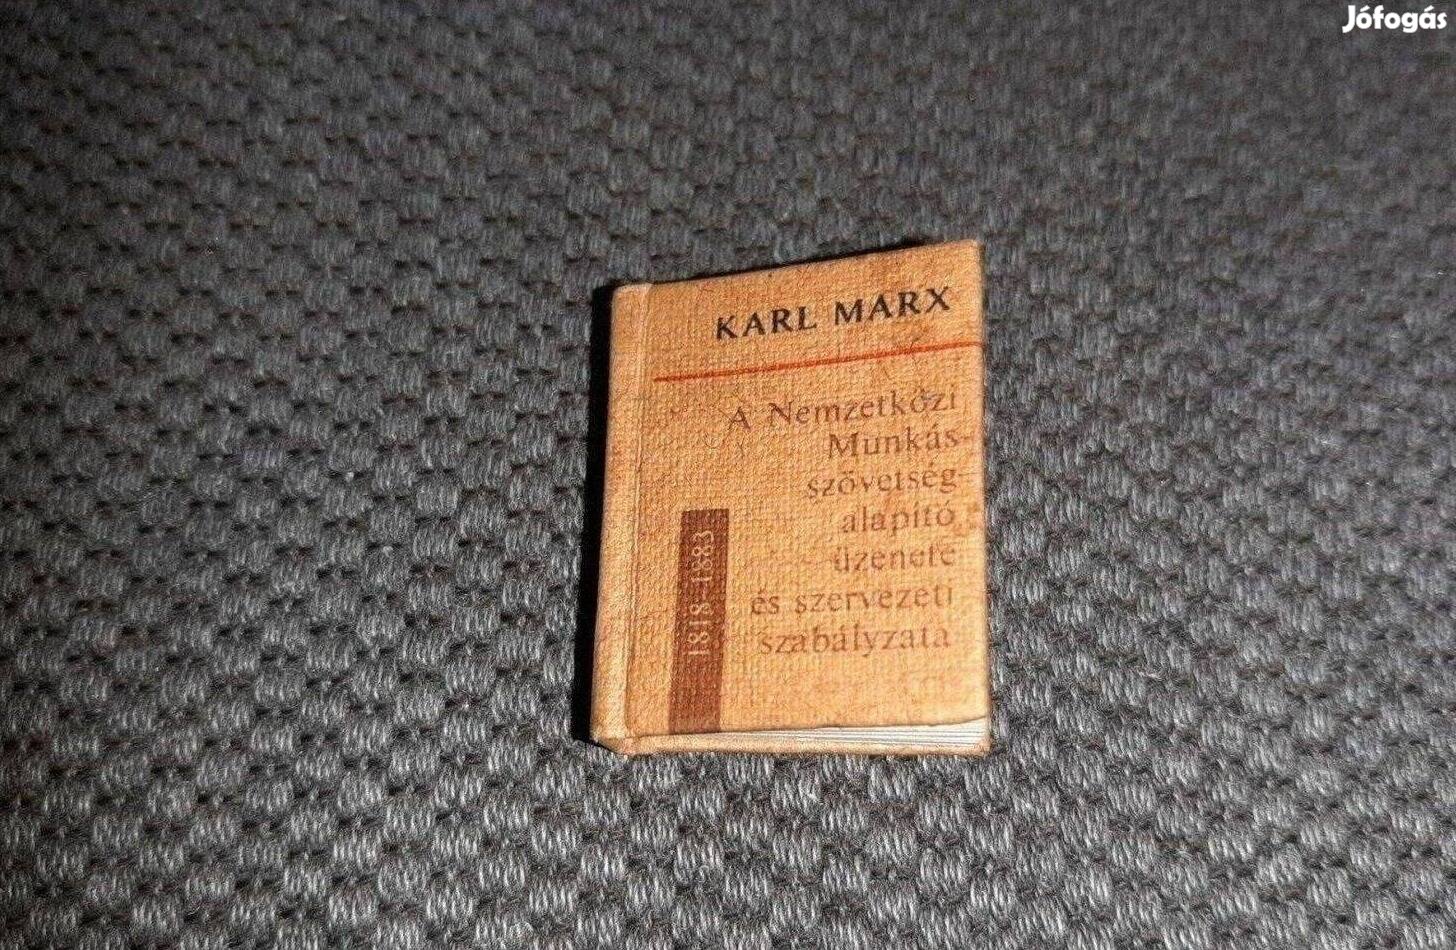 Jófogás
KARL MARX
A Nemzetközi
Munkás-
szövetség
alapító
üzenete
és szervezeti
szabályzata
1818-1883